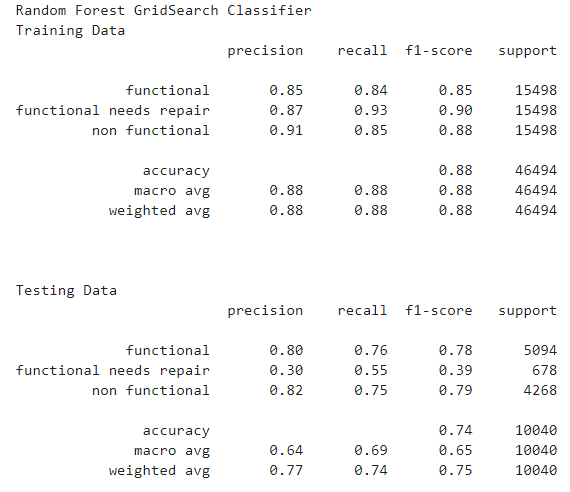 Random Forest GridSearch Classifier
Training Data
precision recall f1-score support
functional 0.85 0.84 0.85 15498
functional needs repair 0.87 0.93 0.90 15498
non functional 0.91 0.85 0.88 15498
accuracy 0.88 46494
macro avg 0.88 0.88 0.88 46494
weighted avg 0.88 0.88 0.88 46494
Testing Data
precision recall f1-score support
functional 0.80 0.76 0.78 5094
functional needs repair 0.30 0.55 0.39 678
non functional 0.82 0.75 0.79 4268
accuracy 0.74 10040
macro avg 0.64 0.69 0.65 10040
weighted avg 0.77 0.74 0.75 10040